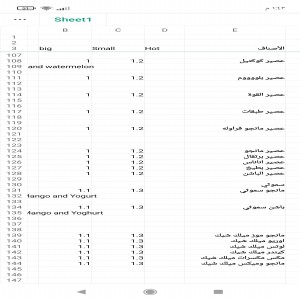 م ١:٤٣
Sheet1
B C D E
1
2
3 big Small Hot الأصناف
107
108 1 1.2 عصير كوكتيل
109 and watermelon
110
111 1 1.2
112
113
114 1 1.2 عصير القوة
115
116
117 1 1.2 عصير طبقات
118
119
120 1 1.2 عصير مانجو فراوله
121
122
123
124 1 1.2 عصير مانجو
125 1 1.2 عصير برتقال
126 1 1.2 عصير اناناس
127 1 1.2 عصير بطيخ
128 1 1.2 عصير الباشن
129
130 سموثي
131 1.1 1.3 مانجو سموثي
132 Mango and Yogurt
133
134 1.1 1.3 باشن سموثي
135 Mango and Yoghurt
136
137
138
139 1.1 1.3 مانجو موز ميلك شيك
140 1.1 1.3 اوريو ميلك شيك
141 1.1 1.3 لوتس ميلك شيك
142 1.1 1.3 كيندر ميلك شيك
143 1.1 1.3 مكس مكسرات ميلك شيك
144 1.1 1.3 مانجو وميكس ميلك شيك
145
146
147